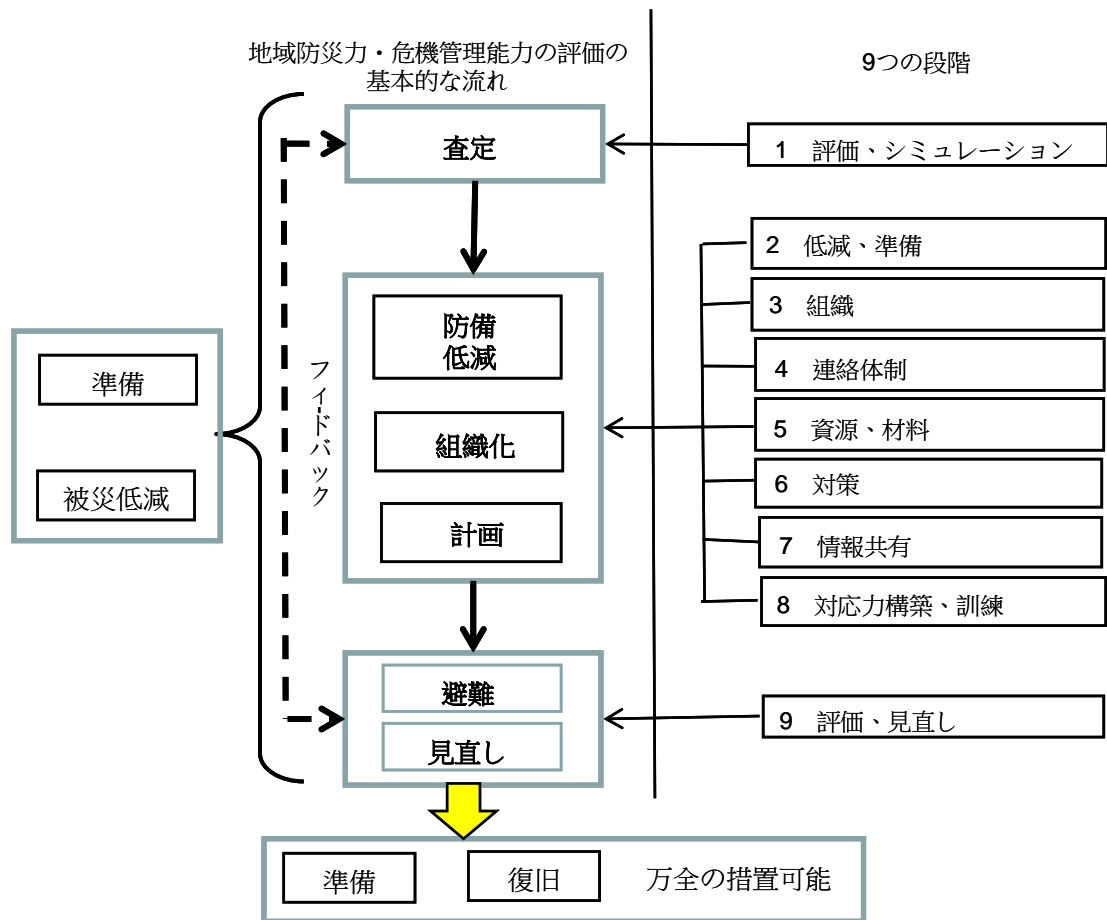 地域防災力・危機管理能力の評価の
基本的な流れ
9つの段階
査定
1 評価・シミュレーション
2 低減、準備
防備
低減
3 組織
準備
フィードバック
4 連絡体制
組織化
5 資源、材料
被災低減
6 対策
計画
7 情報共有
8 対応力構築、訓練
避難
9 評価、見直し
見直し
準備
復旧
万全の措置可能